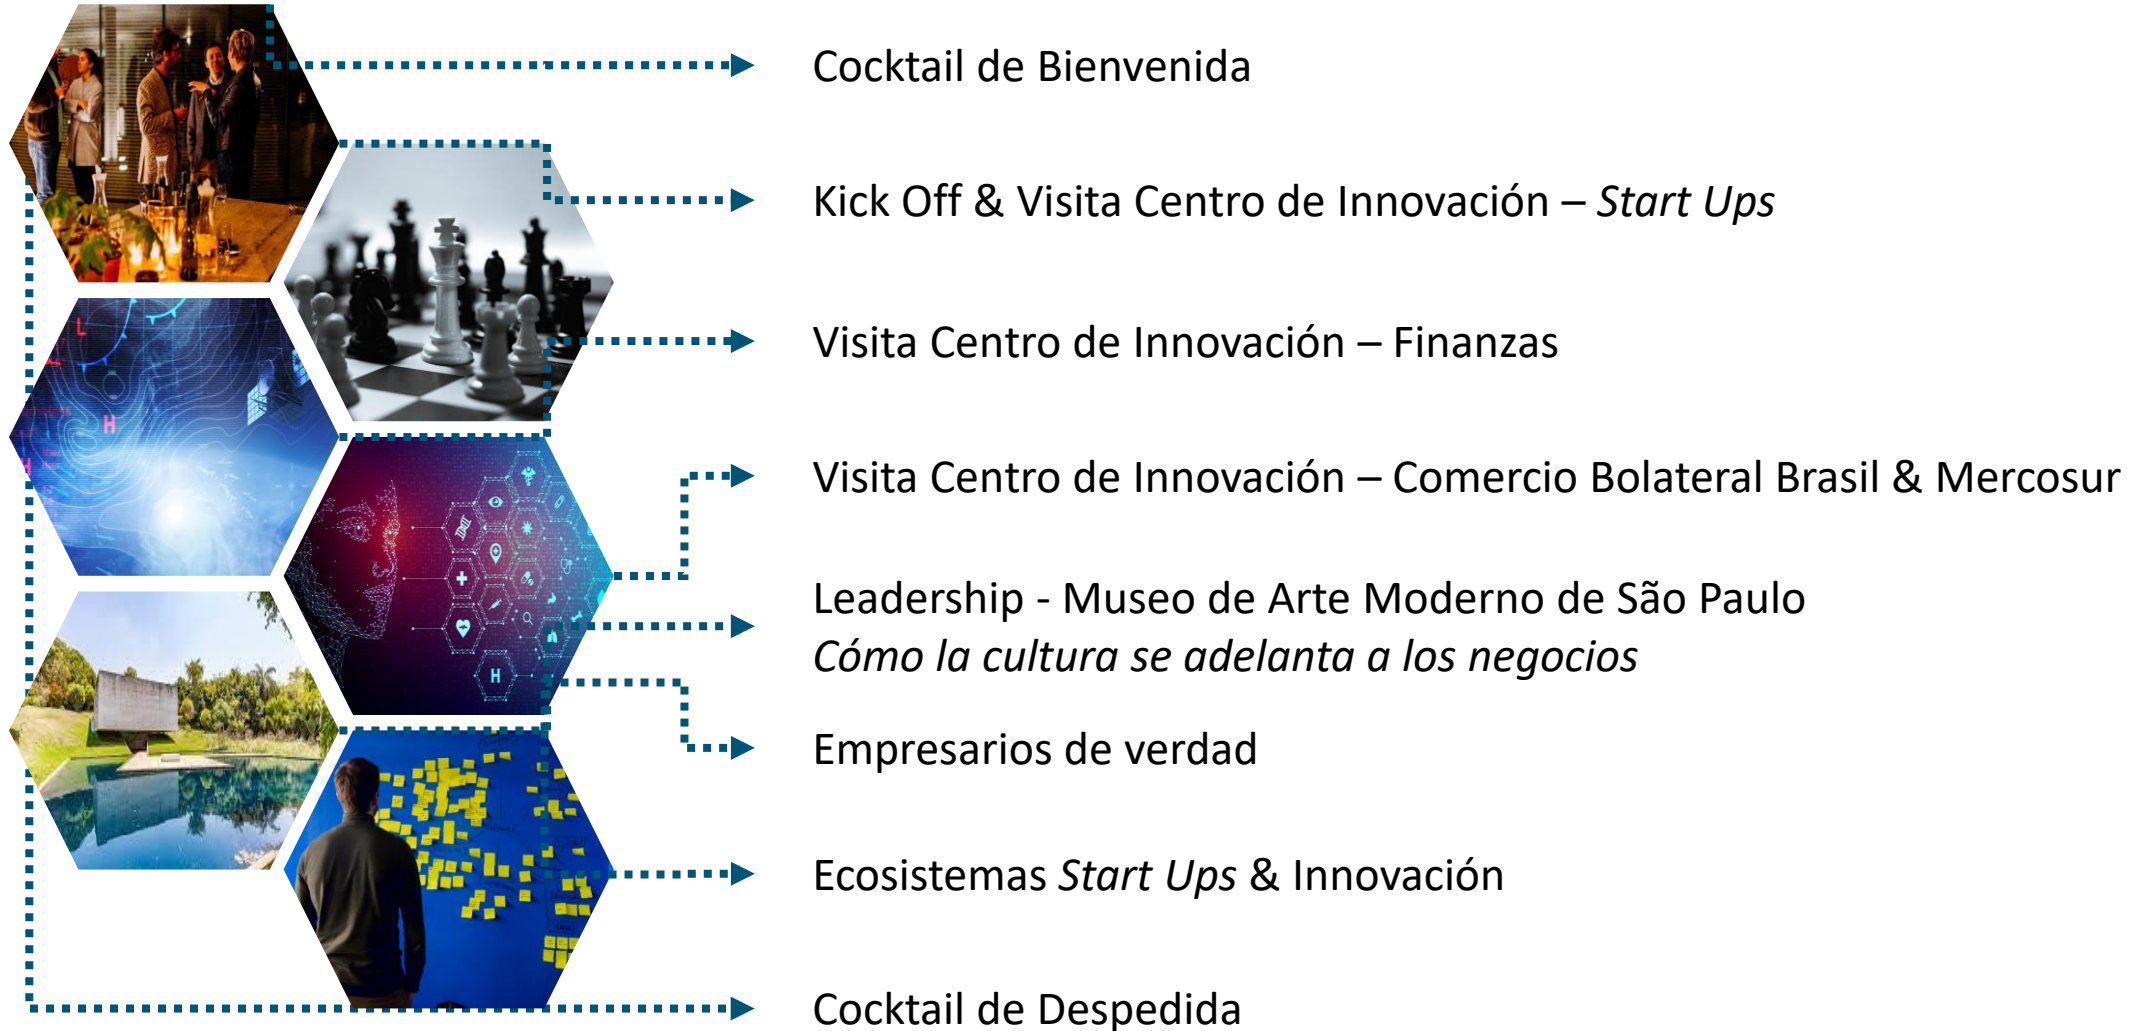 Cocktail de Bienvenida
Kick Off & Visita Centro de Innovación – Start Ups
Visita Centro de Innovación – Finanzas
Visita Centro de Innovación – Comercio Bolateral Brasil & Mercosur
Leadership - Museo de Arte Moderno de São Paulo
Cómo la cultura se adelanta a los negocios
Empresarios de verdad
Ecosistemas Start Ups & Innovación
Cocktail de Despedida
L
H
H
H